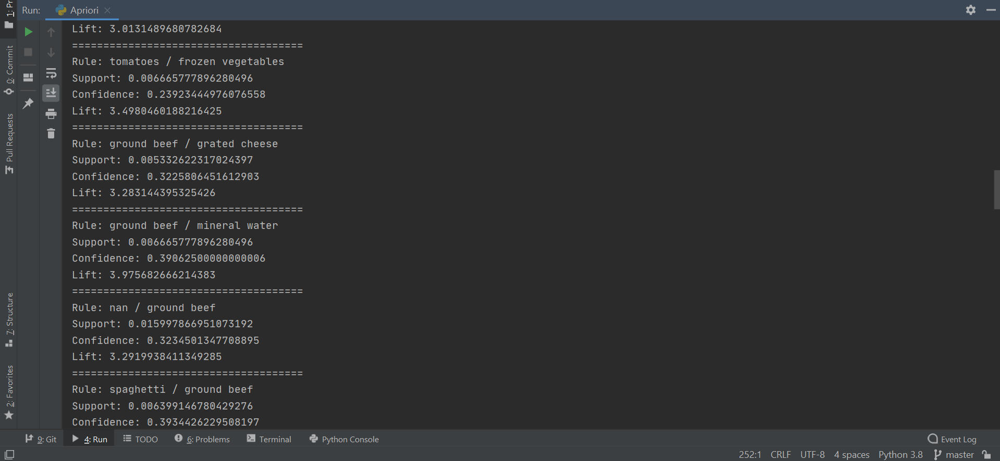 Run: Apriori
Lift: 3.0131489680782684
=====================================
Rule: tomatoes / frozen vegetables
Support: 0.006665777896280496
Confidence: 0.23923444976076558
Lift: 3.4980460188216425
=====================================
Rule: ground beef / grated cheese
Support: 0.005332622317024397
Confidence: 0.3225806451612903
Lift: 3.283144395325426
=====================================
Rule: ground beef / mineral water
Support: 0.006665777896280496
Confidence: 0.39062500000000006
Lift: 3.975682666214383
=====================================
Rule: nan / ground beef
Support: 0.015997866951073192
Confidence: 0.3234501347708895
Lift: 3.2919938411349285
=====================================
Rule: spaghetti / ground beef
Support: 0.006399146780429276
Confidence: 0.3934426229508197
1: Pr
0: Commit
Pull Requests
7: Structure
2: Favorites
9: Git 4: Run TODO 6: Problems Terminal Python Console Event Log
252:1 CRLF UTF-8 4 spaces Python 3.8 master